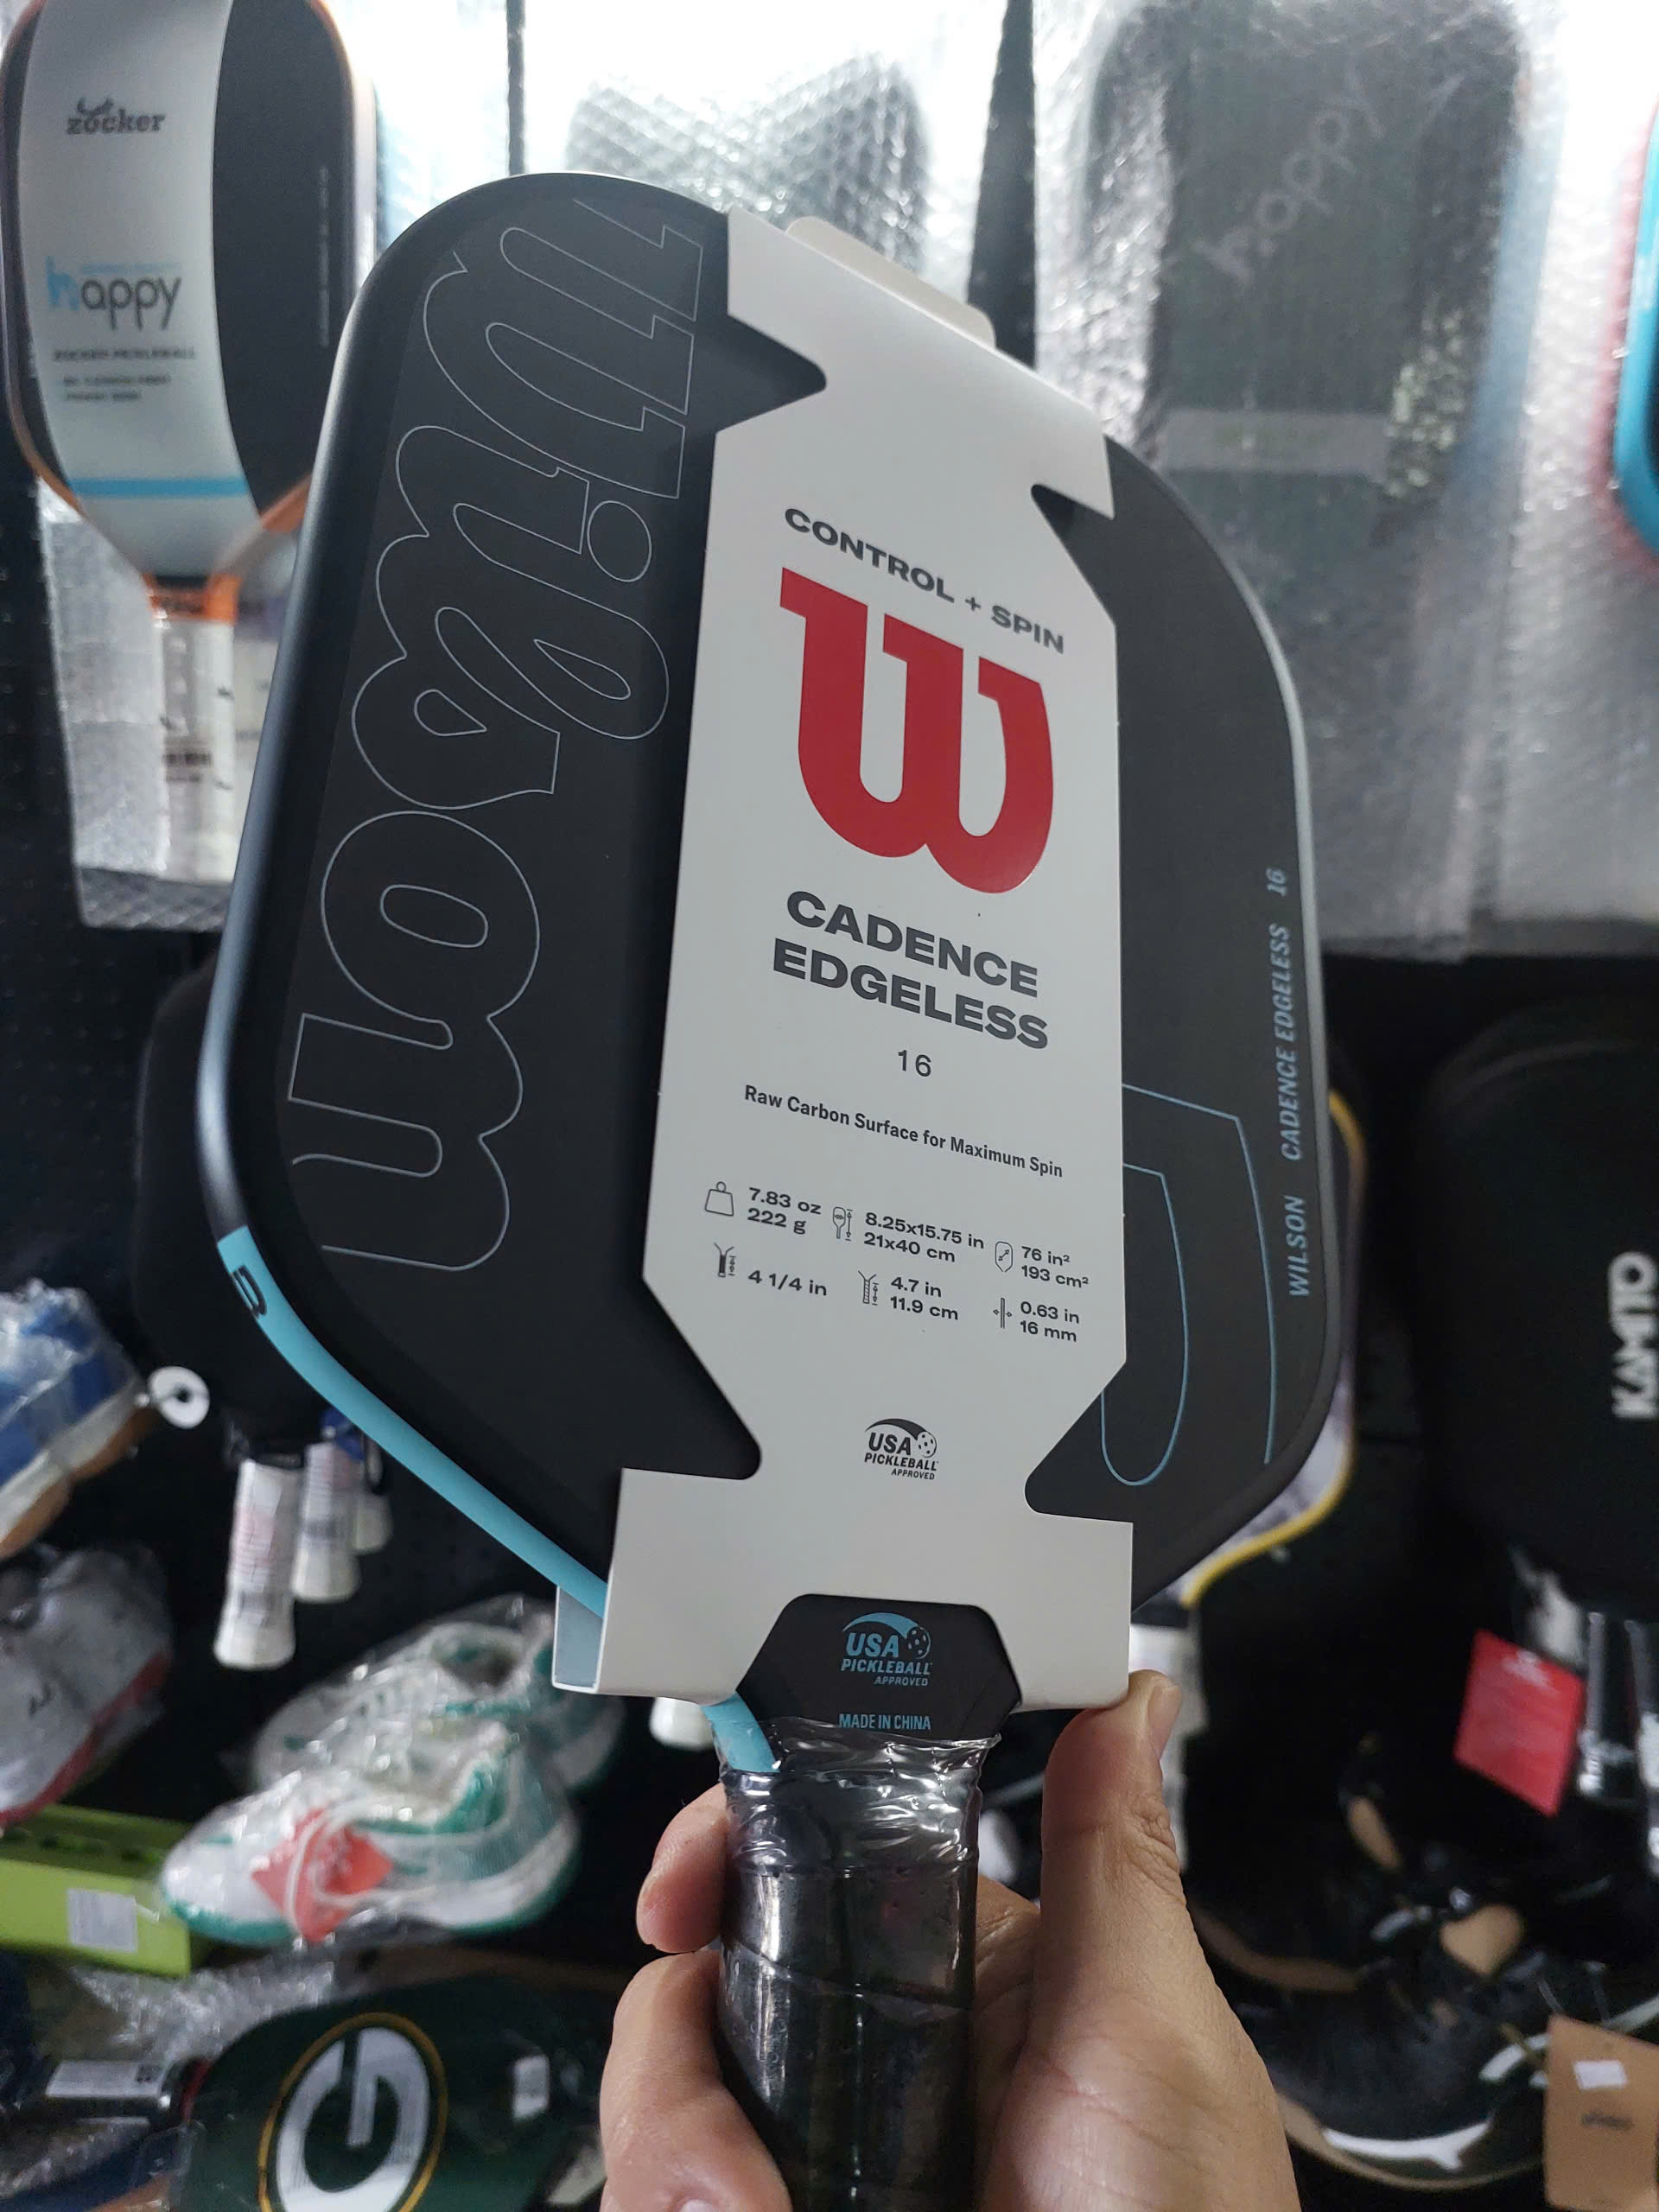 zocker
happy
ZOCKER PICKLEBALL
happy
wilson
CONTROL + SPIN
W
CADENCE
EDGELESS
16
Raw Carbon Surface for Maximum Spin
7.83 oz
222 g
8.25x15.75 in
21x40 cm
76 in²
193 cm²
4 1/4 in
4.7 in
11.9 cm
0.63 in
16 mm
USA
PICKLEBALL
APPROVED
WILSON CADENCE EDGELESS 16
USA
PICKLEBALL
APPROVED
MADE IN CHINA
KAMITO
G